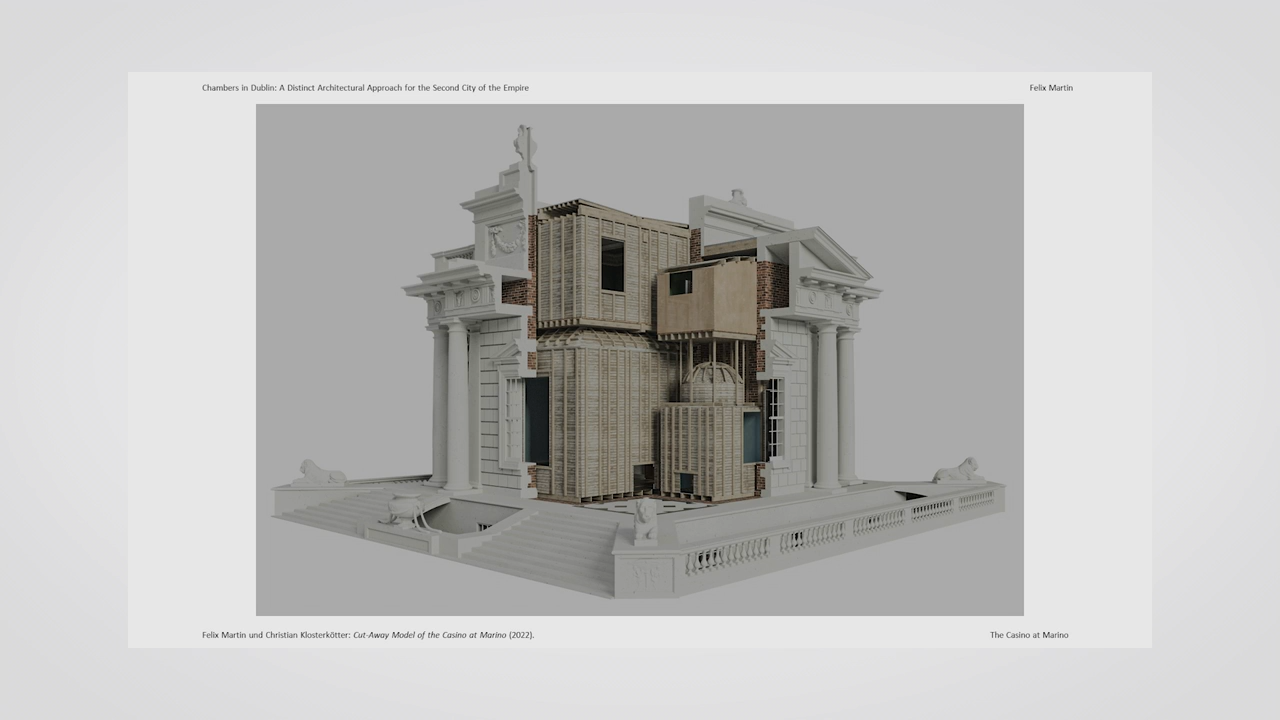 Chambers in Dublin: A Distinct Architectural Approach for the Second City of the Empire
Felix Martin
Felix Martin und Christian Klosterkötter: Cut-Away Model of the Casino at Marino (2022).
The Casino at Marino